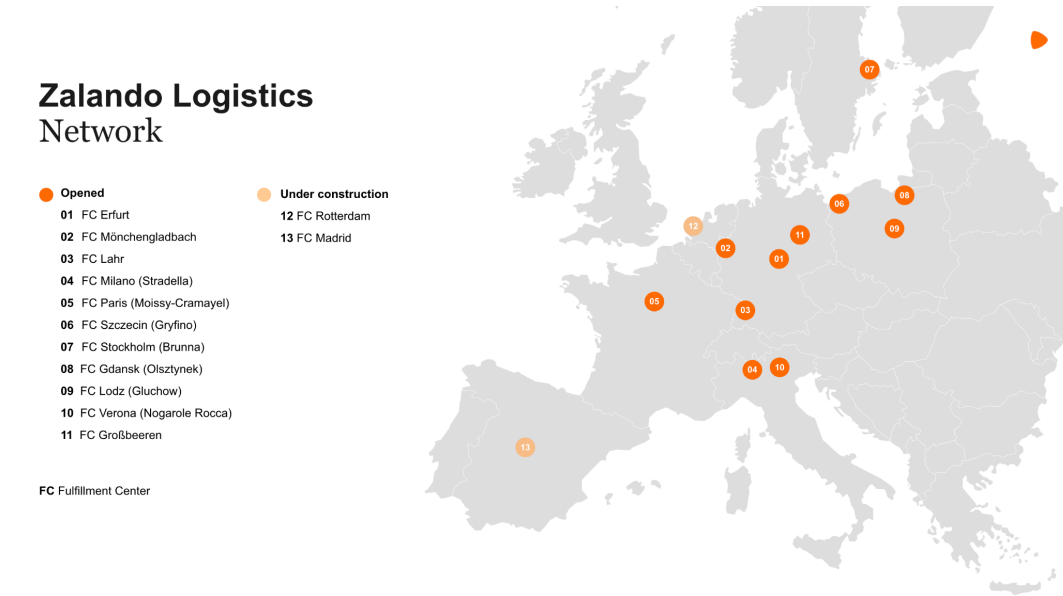 Zalando Logistics
Network
Opened
01 FC Erfurt
02 FC Mönchengladbach
03 FC Lahr
04 FC Milano (Stradella)
05 FC Paris (Moissy-Cramayel)
06 FC Szczecin (Gryfino)
07 FC Stockholm (Brunna)
08 FC Gdansk (Olsztynek)
09 FC Lodz (Gluchow)
10 FC Verona (Nogarole Rocca)
11 FC Großbeeren
Under construction
12 FC Rotterdam
13 FC Madrid
FC Fulfillment Center
07
08
06
12
09
11
02
01
05
03
10
04
13